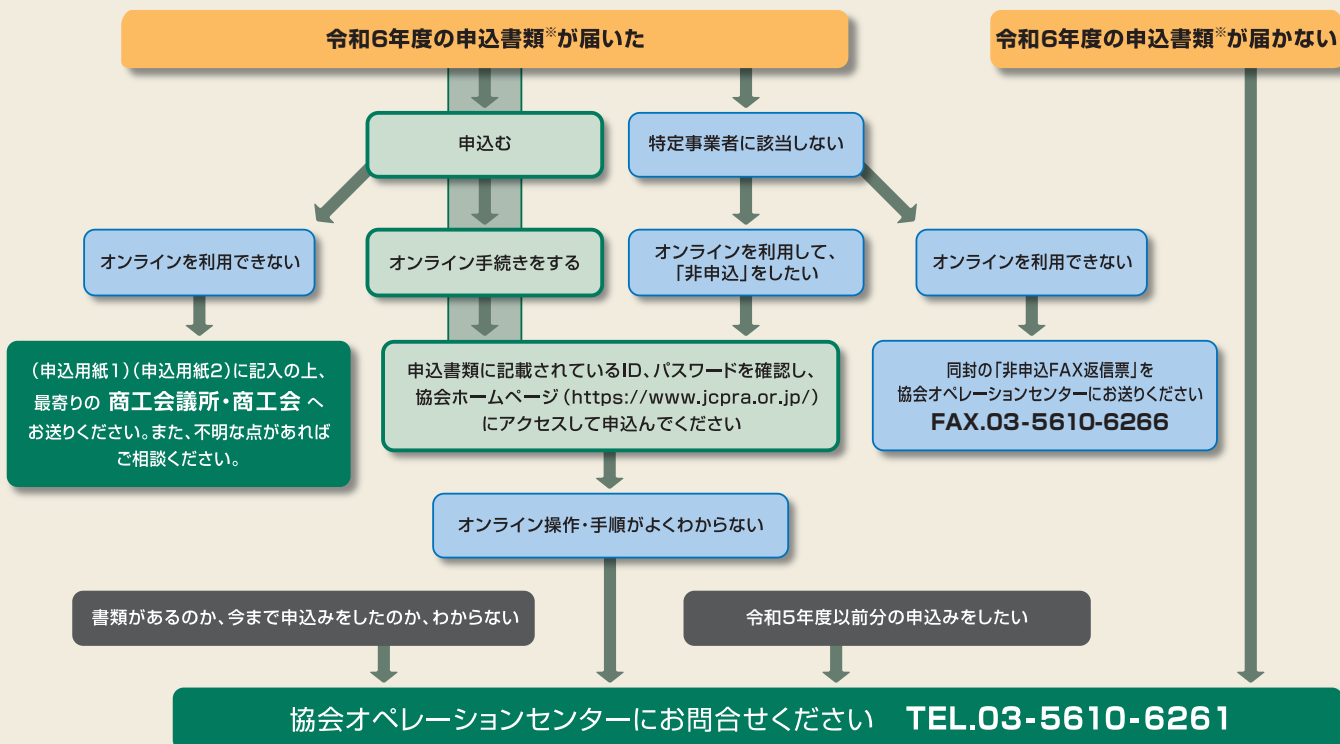 令和6年度の申込書類※が届いた
令和6年度の申込書類※が届かない
申込む
特定事業者に該当しない
オンラインを利用できない
オンライン手続きをする
オンラインを利用して、
「非申込」をしたい
オンラインを利用できない
(申込用紙1)(申込用紙2)に記入の上、
最寄りの 商工会議所・商工会 へ
お送りください。また、不明な点があれば
ご相談ください。
申込書類に記載されているID、パスワードを確認し、
協会ホームページ(https://www.jcpra.or.jp/)
にアクセスして申込んでください
同封の「非申込FAX返信票」を
協会オペレーションセンターにお送りください
FAX.03-5610-6266
オンライン操作・手順がよくわからない
書類があるのか、今まで申込みをしたのか、わからない
令和5年度以前分の申込みをしたい
協会オペレーションセンターにお問合せください TEL.03-5610-6261